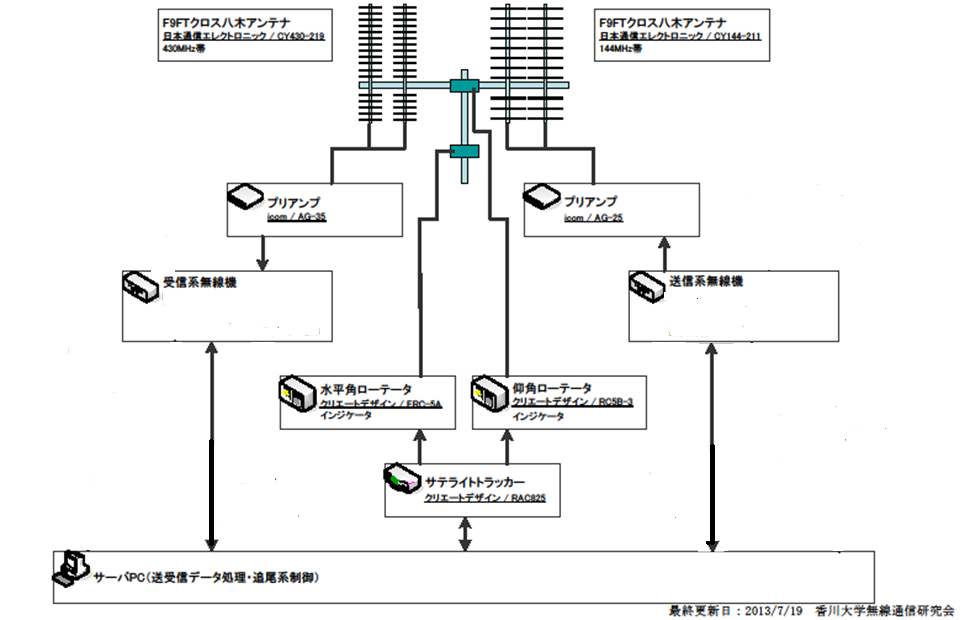 F9FTクロス八木アンテナ
日本通信エレクトロニック / CY430-219
430MHz帯
F9FTクロス八木アンテナ
日本通信エレクトロニック / CY144-211
144MHz帯
プリアンプ
icom / AG-35
プリアンプ
icom / AG-25
受信系無線機
送信系無線機
水平角ローテータ
クリエートデザイン / ERC-5A
インジケータ
仰角ローテータ
クリエートデザイン / RC5B-3
インジケータ
サテライトトラッカー
クリエートデザイン / RAC825
サーバPC(送受信データ処理・追尾系制御)
最終更新日:2013/7/19 香川大学無線通信研究会